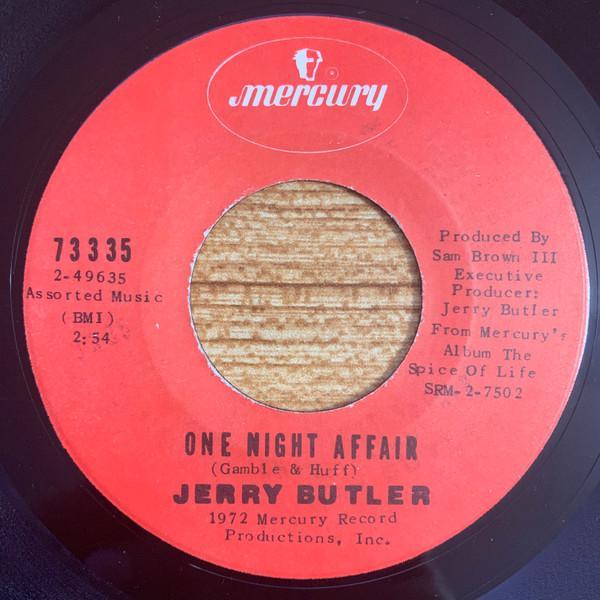 mercury
73335
2-49635
Assorted Music
(BMI)
2:54
Produced By
Sam Brown III
Executive
Producer:
Jerry Butler
From Mercury's
Album The
Spice Of Life
SRM-2-7502
ONE NIGHT AFFAIR
(Gamble & Huff)
JERRY BUTLER
1972 Mercury Record
Productions, Inc.